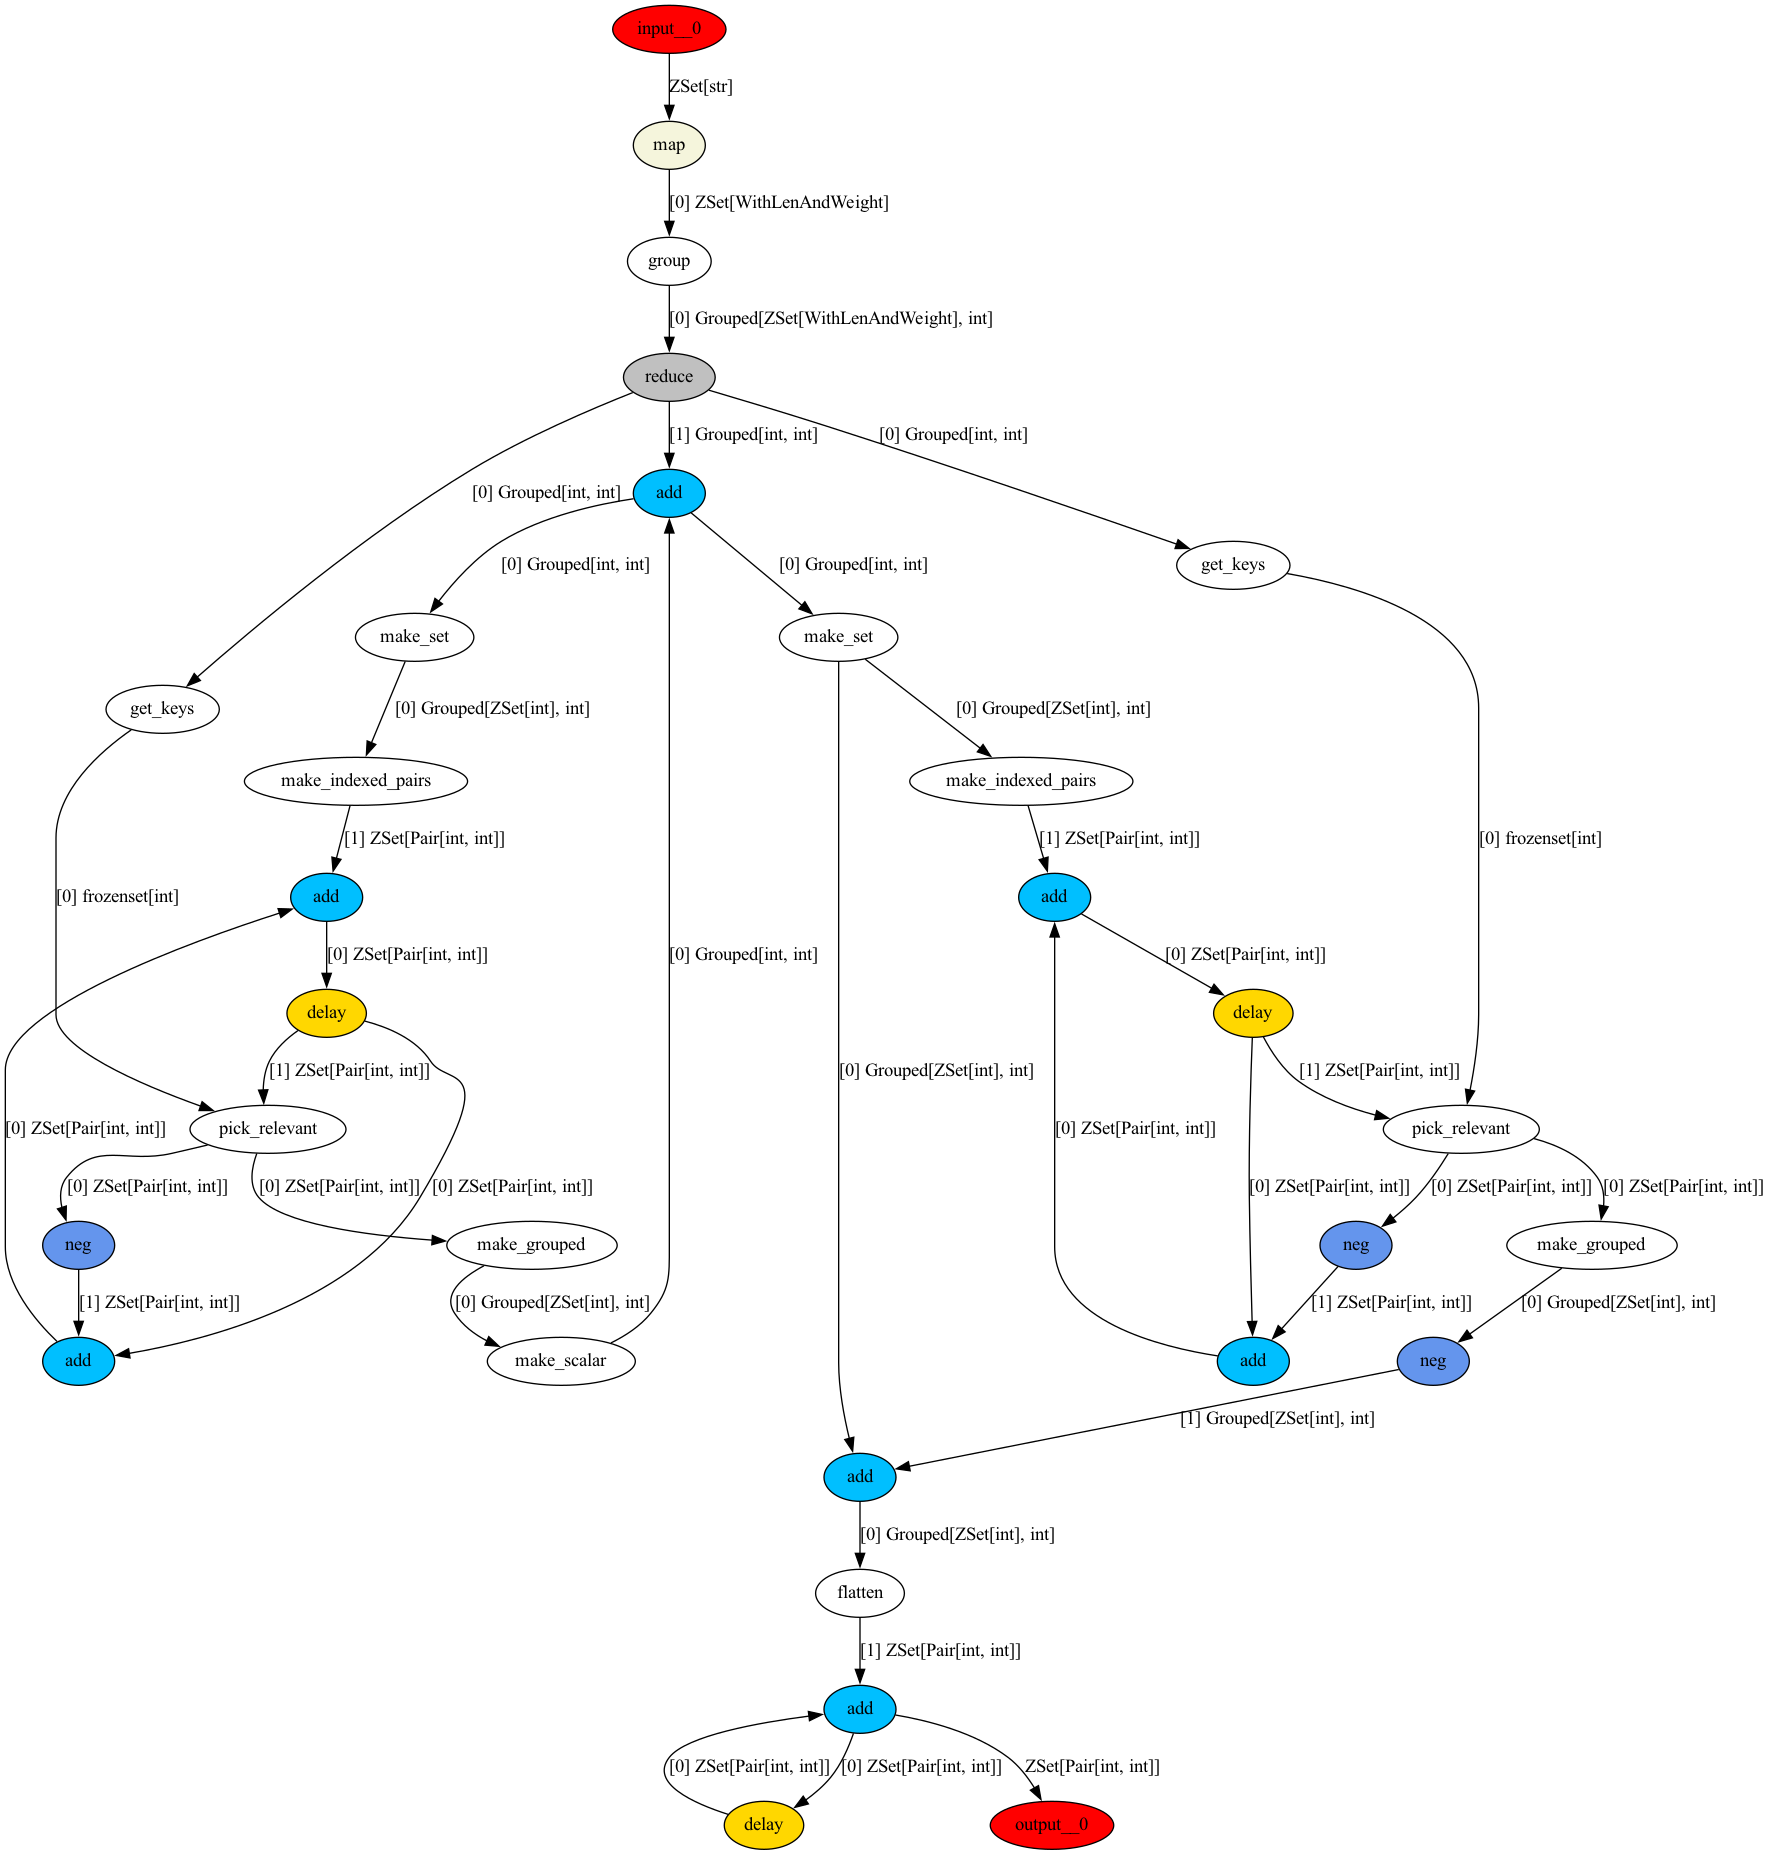 input__0
ZSet[str]
map
[0] ZSet[WithLenAndWeight]
group
[0] Grouped[ZSet[WithLenAndWeight], int]
reduce
[1] Grouped[int, int]
[0] Grouped[int, int]
[0] Grouped[int, int]
add
[0] Grouped[int, int]
[0] Grouped[int, int]
get_keys
make_set
make_set
get_keys
[0] Grouped[ZSet[int], int]
[0] Grouped[ZSet[int], int]
make_indexed_pairs
make_indexed_pairs
[1] ZSet[Pair[int, int]]
[1] ZSet[Pair[int, int]]
[0] frozenset[int]
[0] frozenset[int]
add
add
[0] ZSet[Pair[int, int]]
[0] Grouped[int, int]
[0] ZSet[Pair[int, int]]
delay
delay
[1] ZSet[Pair[int, int]]
[0] Grouped[ZSet[int], int]
[1] ZSet[Pair[int, int]]
[0] ZSet[Pair[int, int]]
pick_relevant
[0] ZSet[Pair[int, int]]
pick_relevant
[0] ZSet[Pair[int, int]]
[0] ZSet[Pair[int, int]]
[0] ZSet[Pair[int, int]]
[0] ZSet[Pair[int, int]]
[0] ZSet[Pair[int, int]]
[0] ZSet[Pair[int, int]]
neg
make_grouped
neg
make_grouped
[1] ZSet[Pair[int, int]]
[0] Grouped[ZSet[int], int]
[1] ZSet[Pair[int, int]]
[0] Grouped[ZSet[int], int]
add
make_scalar
add
neg
[1] Grouped[ZSet[int], int]
add
[0] Grouped[ZSet[int], int]
flatten
[1] ZSet[Pair[int, int]]
add
[0] ZSet[Pair[int, int]]
[0] ZSet[Pair[int, int]]
ZSet[Pair[int, int]]
delay
output__0